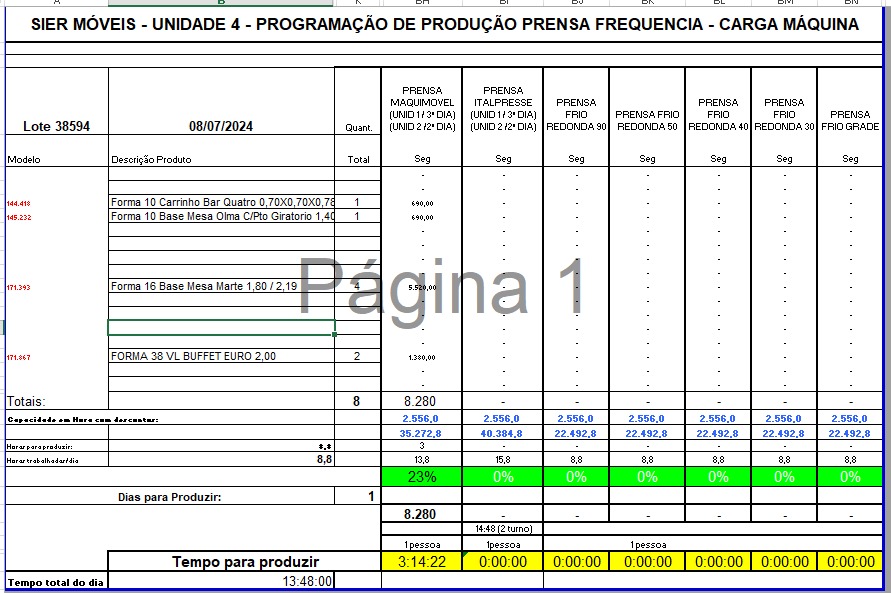 A B K BH BI BJ BK BL BM BN
SIER MÓVEIS - UNIDADE 4 - PROGRAMAÇÃO DE PRODUÇÃO PRENSA FREQUENCIA - CARGA MÁQUINA
Lote 38594 08/07/2024 Quant. PRENSA MAQUIMOVEL (UNID 1 / 3ª DIA) (UNID 2 /2ª DIA) PRENSA ITALPRESSE (UNID 1 / 3ª DIA) (UNID 2 /2ª DIA) PRENSA FRIO REDONDA 90 PRENSA FRIO REDONDA 50 PRENSA FRIO REDONDA 40 PRENSA FRIO REDONDA 30 PRENSA FRIO GRADE
Modelo Descrição Produto Total Seg Seg Seg Seg Seg Seg Seg
- - - - - - -
- - - - - - -
144.418 Forma 10 Carrinho Bar Quatro 0,70X0,70X0,78 1 690,00 - - - - - -
145.232 Forma 10 Base Mesa Olma C/Pto Giratorio 1,40 1 690,00 - - - - - -
- - - - - - -
- - - - - - -
- - - - - - -
- - - - - - -
171.393 Forma 16 Base Mesa Marte 1,80 / 2,19 4 5.520,00 - - - - - -
- - - - - - -
- - - - - - -
- - - - - - -
- - - - - - -
171.867 FORMA 38 VL BUFFET EURO 2,00 2 1.380,00 - - - - - -
- - - - - - -
- - - - - - -
Totais: 8 8.280 - - - - - -
Capacidade em Hora com descontar: 2.556,0 2.556,0 2.556,0 2.556,0 2.556,0 2.556,0 2.556,0
35.272,8 40.384,8 22.492,8 22.492,8 22.492,8 22.492,8 22.492,8
Horas para produzir: 8,8 3 - - - - - -
Horas trabalhadas/dia 8,8 13,8 15,8 8,8 8,8 8,8 8,8 8,8
23% 0% 0% 0% 0% 0% 0%
Dias para Produzir: 1
8.280 - - - - - -
14:48 (2 turno)
1pessoa 1pessoa 1pessoa
Tempo para produzir 3:14:22 0:00:00 0:00:00 0:00:00 0:00:00 0:00:00 0:00:00
Tempo total do dia 13:48:00
Página 1